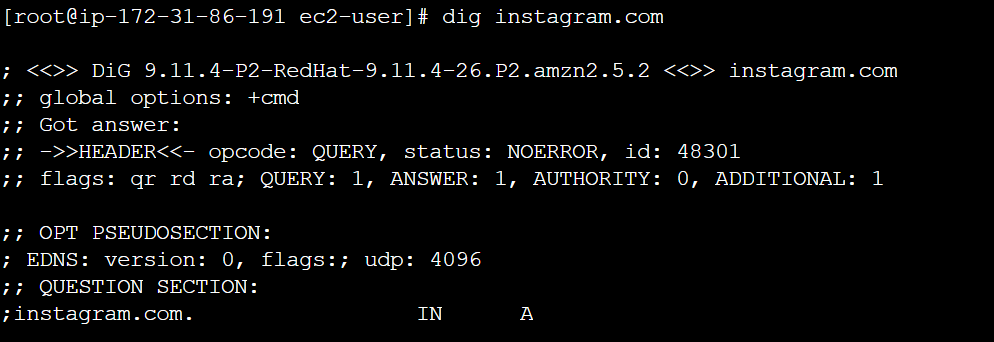 [root@ip-172-31-86-191 ec2-user]# dig instagram.com
; <<>> DiG 9.11.4-P2-RedHat-9.11.4-26.P2.amzn2.5.2 <<>> instagram.com
;; global options: +cmd
;; Got answer:
;; ->>HEADER<<- opcode: QUERY, status: NOERROR, id: 48301
;; flags: qr rd ra; QUERY: 1, ANSWER: 1, AUTHORITY: 0, ADDITIONAL: 1
;; OPT PSEUDOSECTION:
; EDNS: version: 0, flags:; udp: 4096
;; QUESTION SECTION:
;instagram.com. IN A